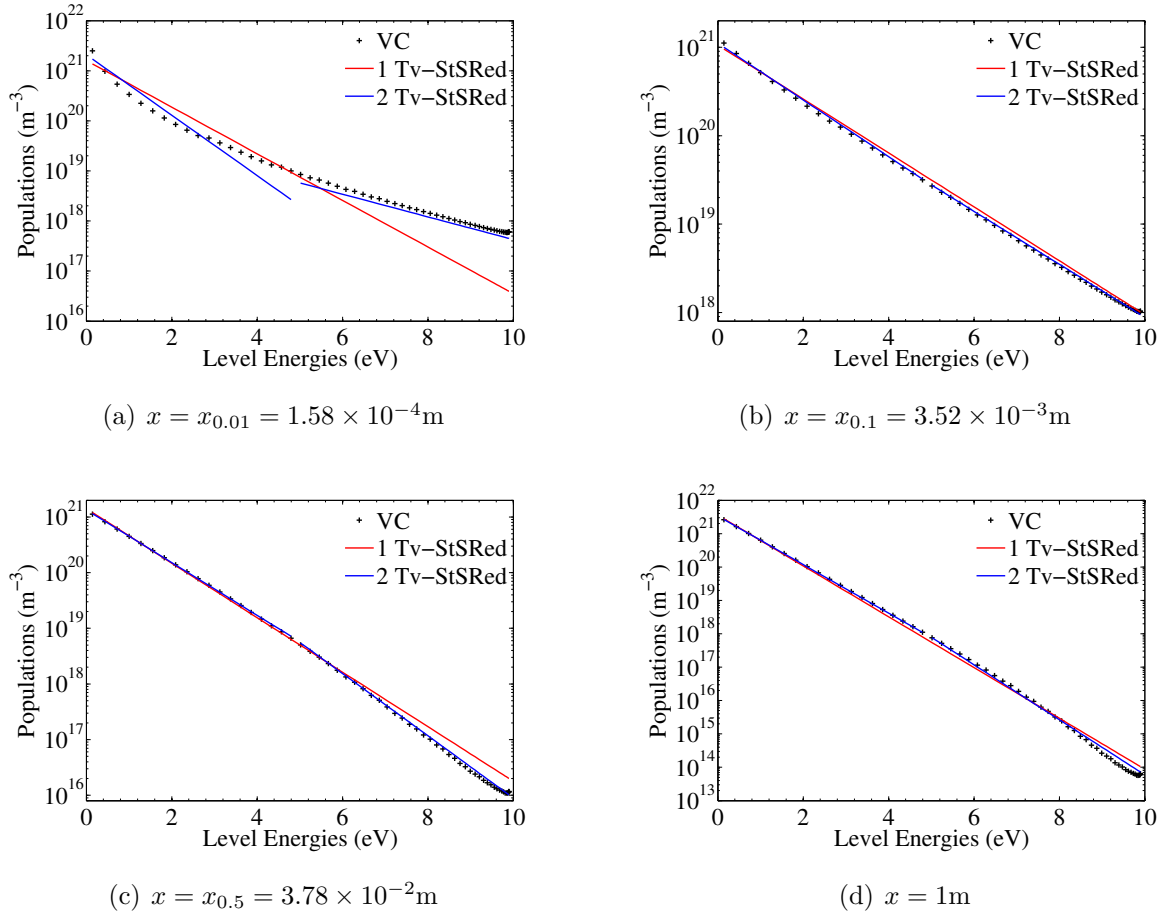 10^22
10^21
10^20
10^19
10^18
10^17
10^16
Populations (m^−3)
VC
1 Tv−StSRed
2 Tv−StSRed
0 2 4 6 8 10
Level Energies (eV)
(a) x = x_0.01 = 1.58 × 10^−4 m
10^21
10^20
10^19
10^18
Populations (m^−3)
VC
1 Tv−StSRed
2 Tv−StSRed
0 2 4 6 8 10
Level Energies (eV)
(b) x = x_0.1 = 3.52 × 10^−3 m
10^21
10^20
10^19
10^18
10^17
10^16
Populations (m^−3)
VC
1 Tv−StSRed
2 Tv−StSRed
0 2 4 6 8 10
Level Energies (eV)
(c) x = x_0.5 = 3.78 × 10^−2 m
10^22
10^21
10^20
10^19
10^18
10^17
10^16
10^15
10^14
10^13
Populations (m^−3)
VC
1 Tv−StSRed
2 Tv−StSRed
0 2 4 6 8 10
Level Energies (eV)
(d) x = 1m